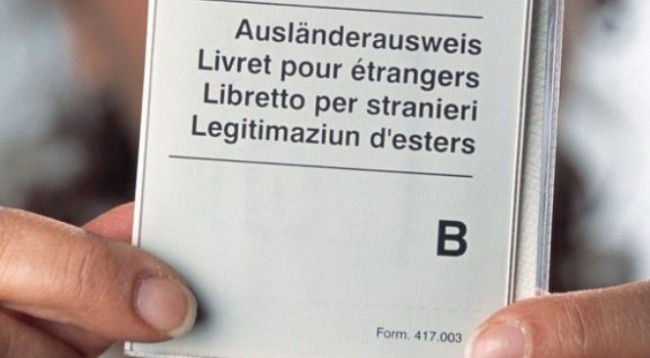 Ausländerausweis
Livret pour étrangers
Libretto per stranieri
Legitimaziun d'esters
B
Form. 417.003